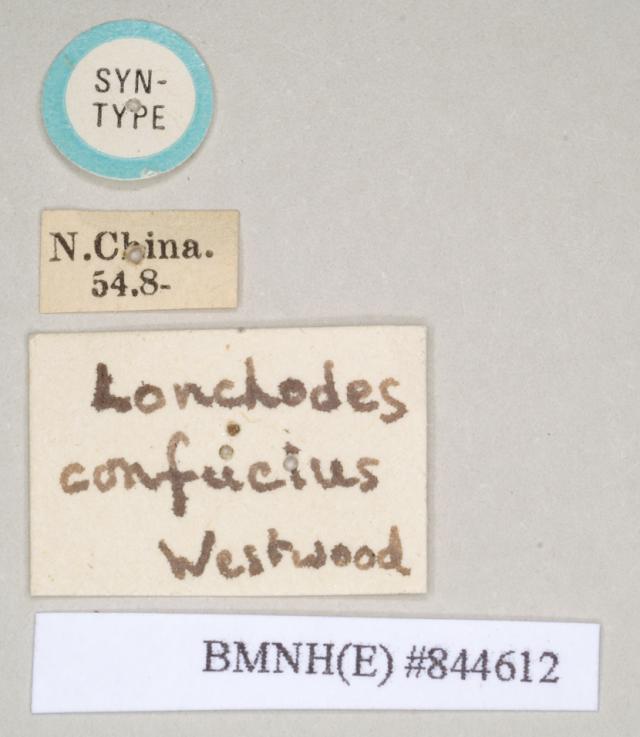 SYN-
TYPE
N.China.
54.8-
Lonchodes
confucius
Westwood
BMNH(E) #844612